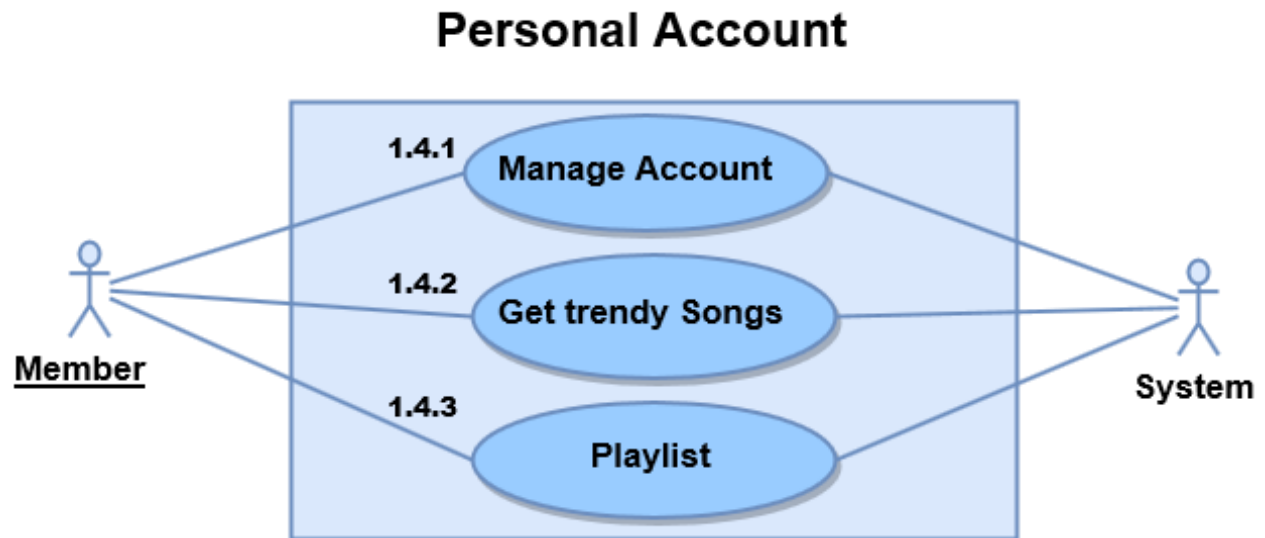 Personal Account
1.4.1
Manage Account
1.4.2
Get trendy Songs
1.4.3
Playlist
Member
System